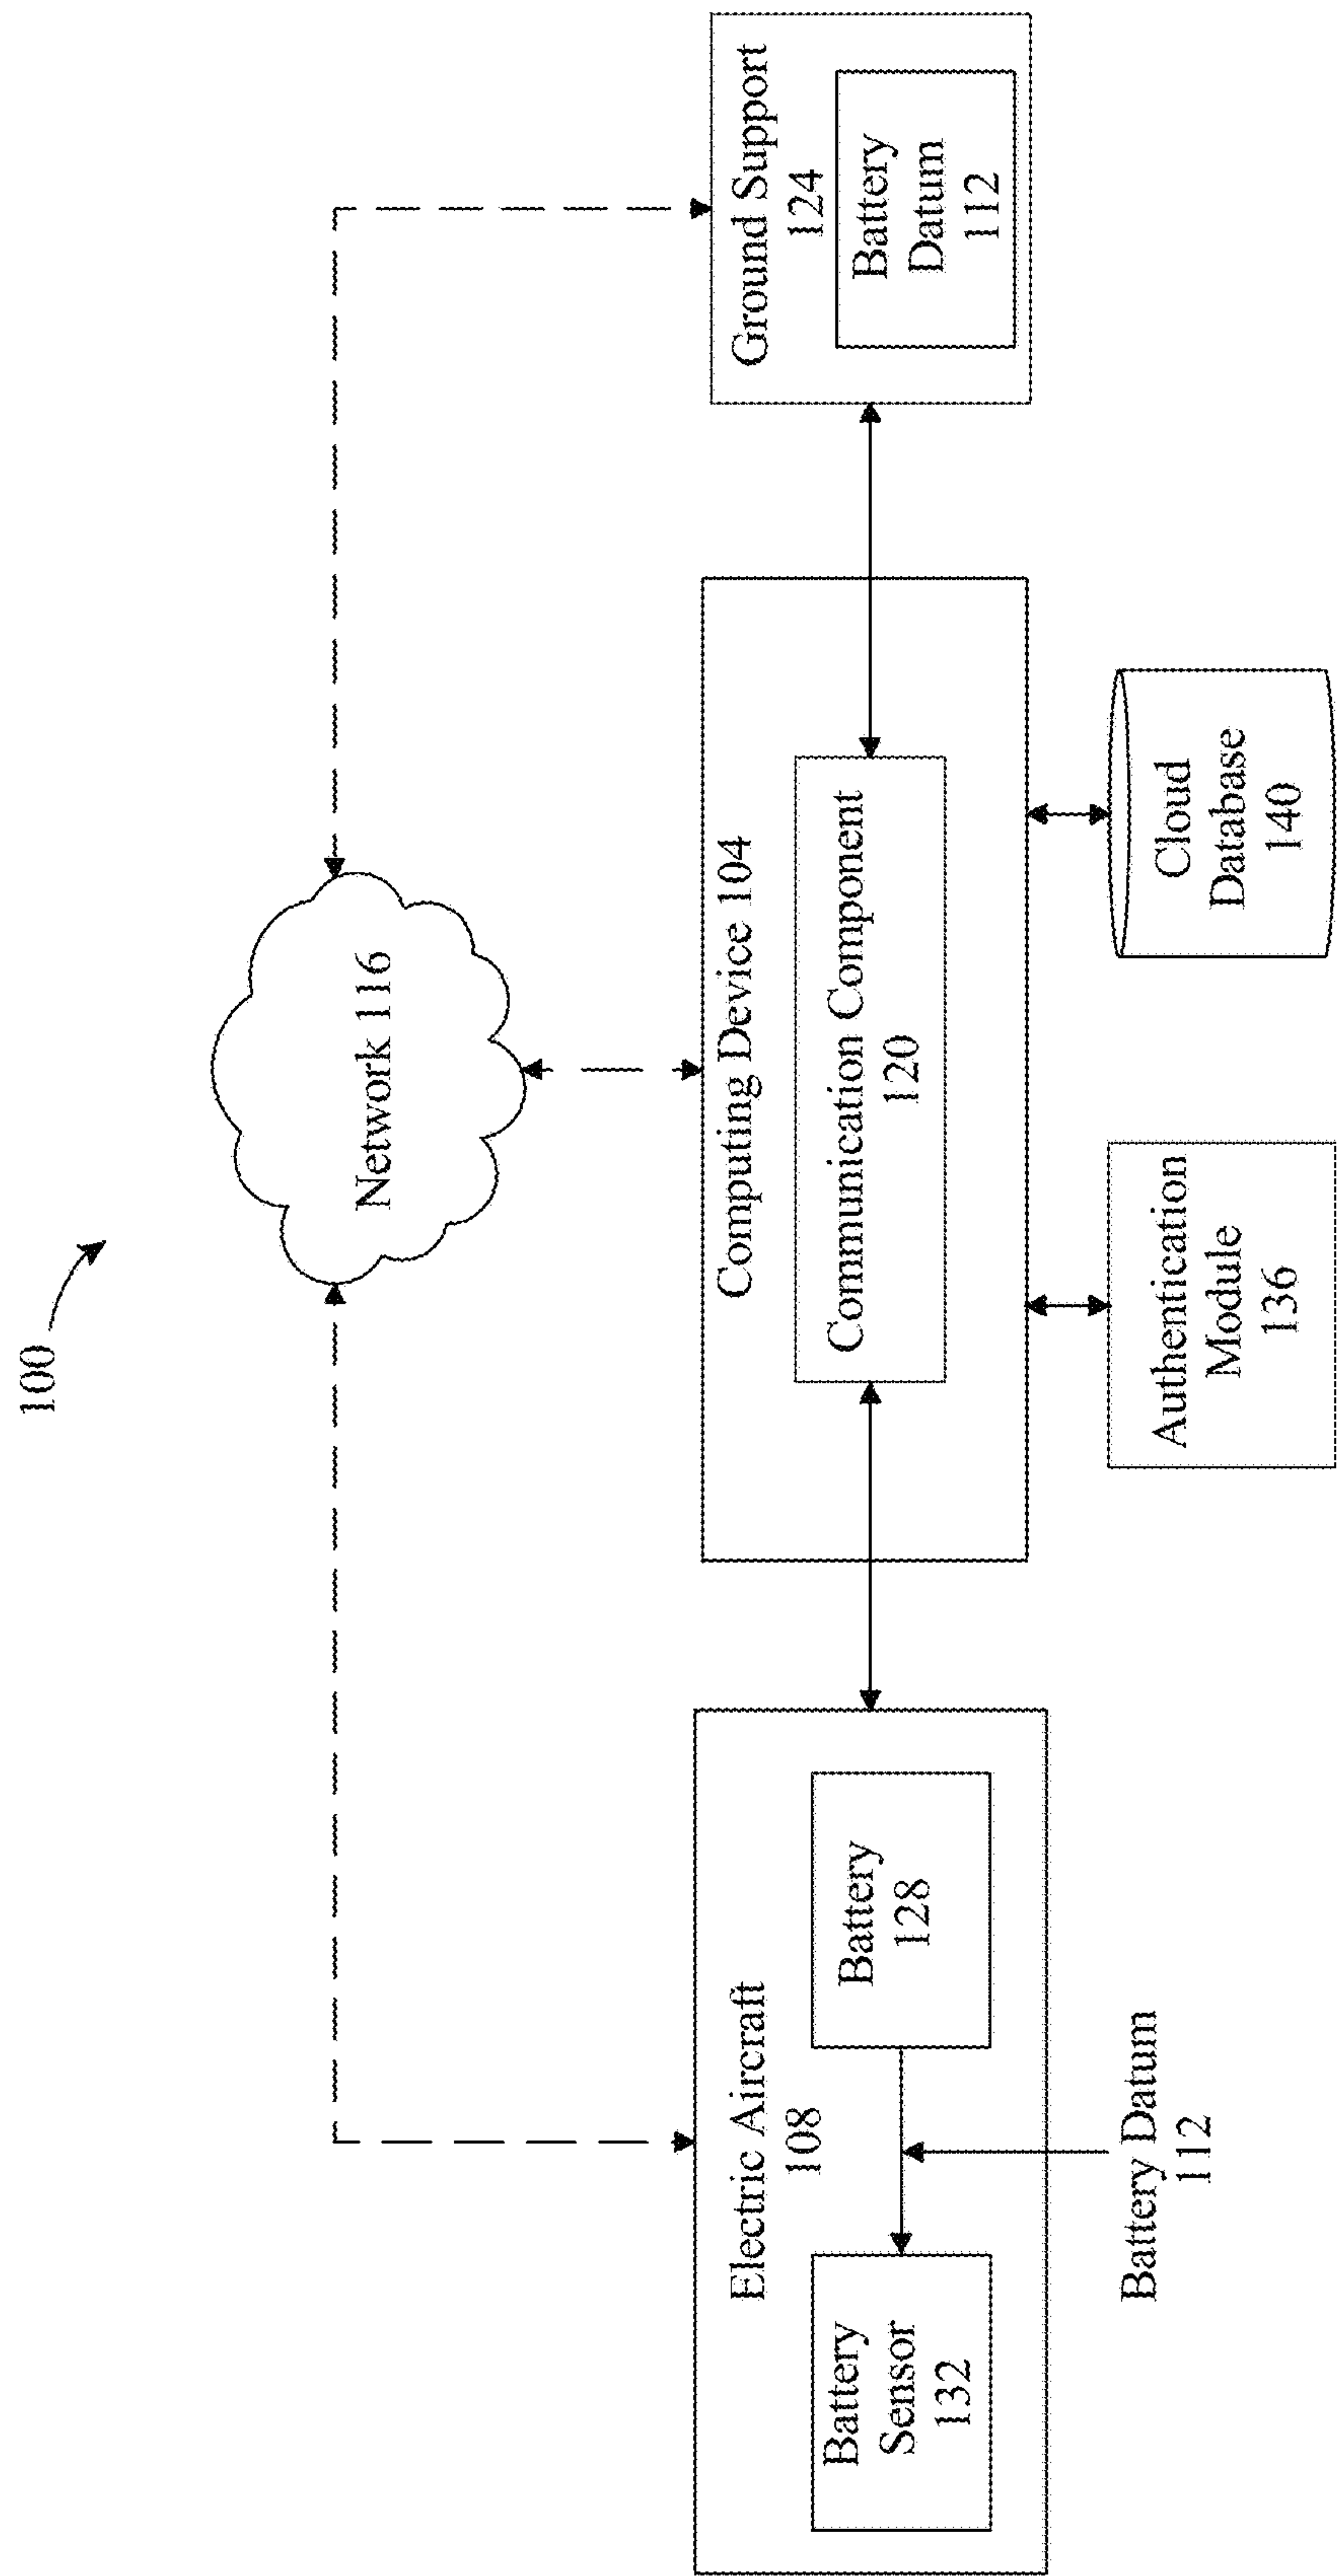 100
Network 116
Electric Aircraft
108
Battery
Sensor
132
Battery
128
Battery Datum
112
Computing Device 104
Communication Component
120
Authentication
Module
136
Cloud
Database
140
Ground Support
124
Battery
Datum
112